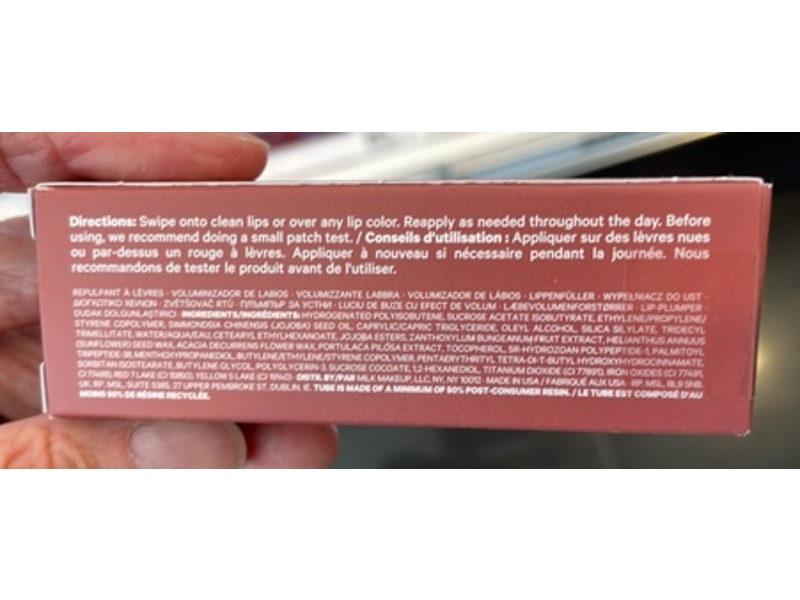 Directions: Swipe onto clean lips or over any lip color. Reapply as needed throughout the day. Before
using, we recommend doing a small patch test. / Conseils d'utilisation : Appliquer sur des lèvres nues
ou par-dessus un rouge à lèvres. Appliquer à nouveau si nécessaire pendant la journée. Nous
recommandons de tester le produit avant de l'utiliser.
REPULPANT À LÈVRES · VOLUMINIZADOR DE LABIOS · VOLUMIZZANTE LABBRA · VOLUMIZADOR DE LÁBIOS · LIPPENFÜLLER · WYPEŁNIACZ DO UST ·
ZVĚTŠOVAČ RTŮ · ПЛЪМПЪР ЗА УСТНИ · LUCIU DE BUZE CU EFECT DE VOLUM · LÆBEVOLUMENFORSTØRRER · LIP-PLUMPER ·
DUDAK DOLGUNLAŞTIRICI · INGREDIENTS/INGRÉDIENTS: HYDROGENATED POLYISOBUTENE, SUCROSE ACETATE ISOBUTYRATE, ETHYLENE/PROPYLENE/
STYRENE COPOLYMER, SIMMONDSIA CHINENSIS (JOJOBA) SEED OIL, CAPRYLIC/CAPRIC TRIGLYCERIDE, OLEYL ALCOHOL, SILICA SILYLATE, TRIDECYL
TRIMELLITATE, WATER/AQUA/EAU, CETEARYL ETHYLHEXANOATE, JOJOBA ESTERS, ZANTHOXYLUM BUNGEANUM FRUIT EXTRACT, HELIANTHUS ANNUUS
(SUNFLOWER) SEED WAX, ACACIA DECURRENS FLOWER WAX, PORTULACA PILOSA EXTRACT, TOCOPHEROL, SR-HYDROZOAN POLYPEPTIDE-1, PALMITOYL
TRIPEPTIDE-38, MENTHOXYPROPANEDIOL, BUTYLENE/ETHYLENE/STYRENE COPOLYMER, PENTAERYTHRITYL TETRA-DI-T-BUTYL HYDROXYHYDROCINNAMATE,
SORBITAN ISOSTEARATE, BUTYLENE GLYCOL, POLYGLYCERIN-3, SUCROSE COCOATE, 1,2-HEXANEDIOL, TITANIUM DIOXIDE (CI 77891), IRON OXIDES (CI 77491,
CI 77499), RED 7 LAKE (CI 15850), YELLOW 5 LAKE (CI 19140) · DISTR. BY/PAR MILK MAKEUP, LLC, NY, NY 10012 · MADE IN USA / FABRIQUÉ AUX USA · RP: MSL, BL9 5NB,
UK. RP: MSL, SUITE 5385, 27 UPPER PEMBROKE ST, DUBLIN, IE. TUBE IS MADE OF A MINIMUM OF 50% POST-CONSUMER RESIN. / LE TUBE EST COMPOSÉ D'AU
MOINS 50% DE RÉSINE RECYCLÉE.